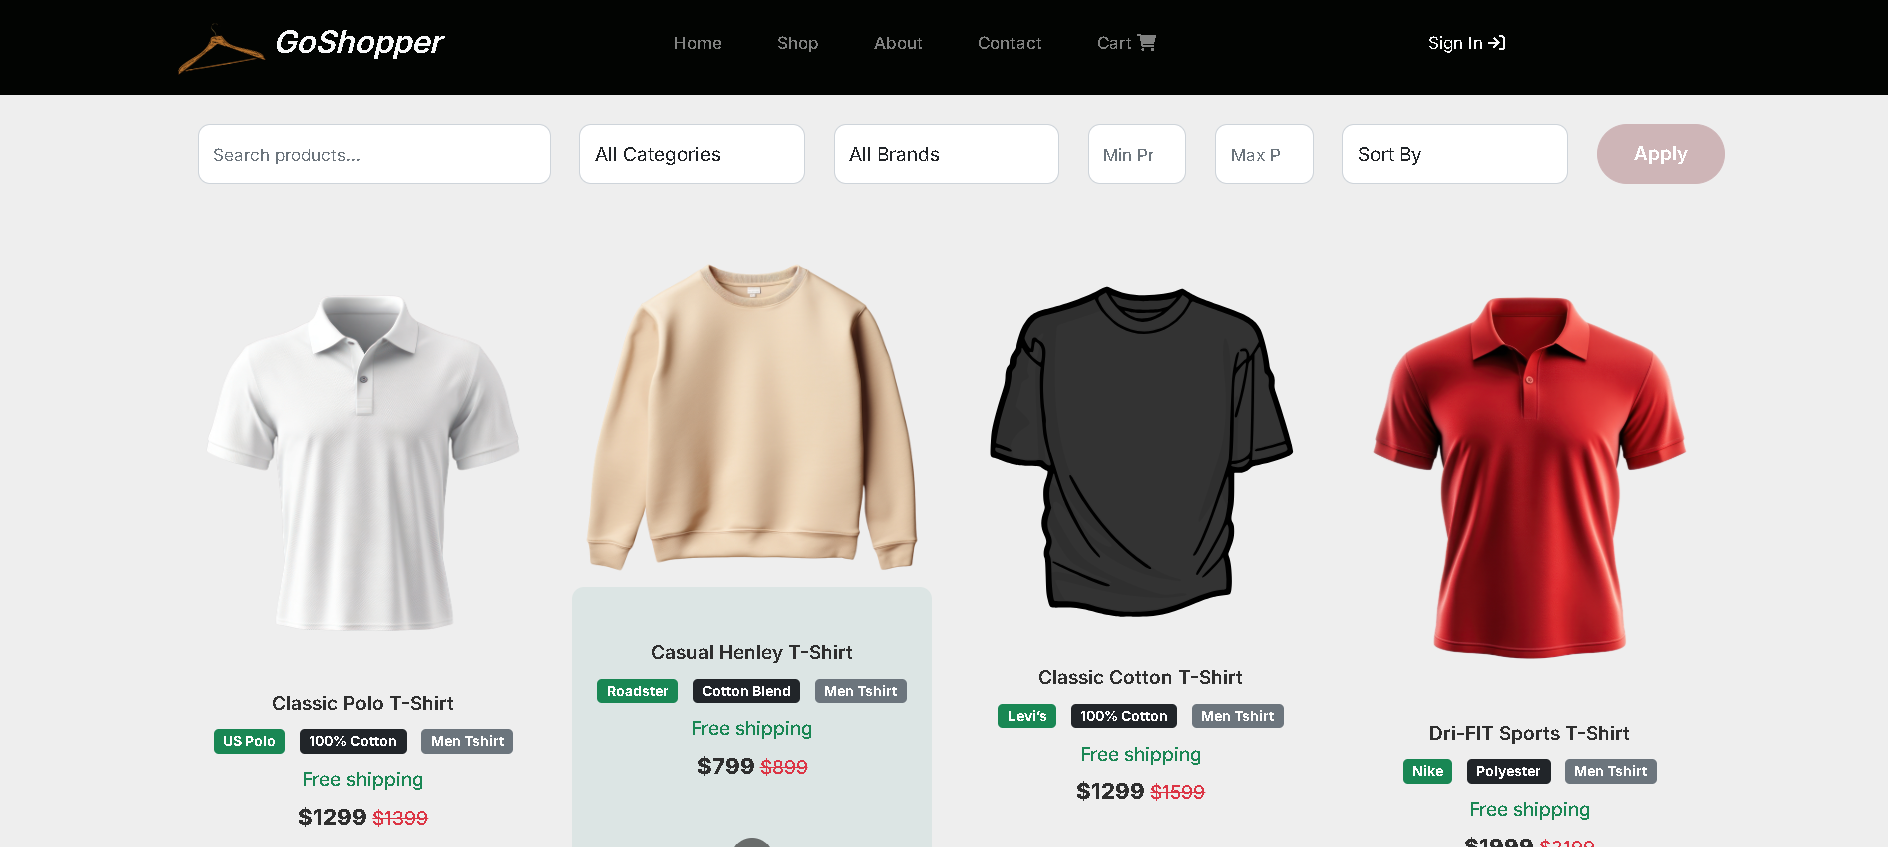 GoShopper
Home Shop About Contact Cart
Sign In
Search products...
All Categories
All Brands
Min Pr
Max P
Sort By
Apply
Classic Polo T-Shirt
US Polo 100% Cotton Men Tshirt
Free shipping
$1299 $1399
Casual Henley T-Shirt
Roadster Cotton Blend Men Tshirt
Free shipping
$799 $899
Classic Cotton T-Shirt
Levi's 100% Cotton Men Tshirt
Free shipping
$1299 $1599
Dri-FIT Sports T-Shirt
Nike Polyester Men Tshirt
Free shipping
$1999 $2199